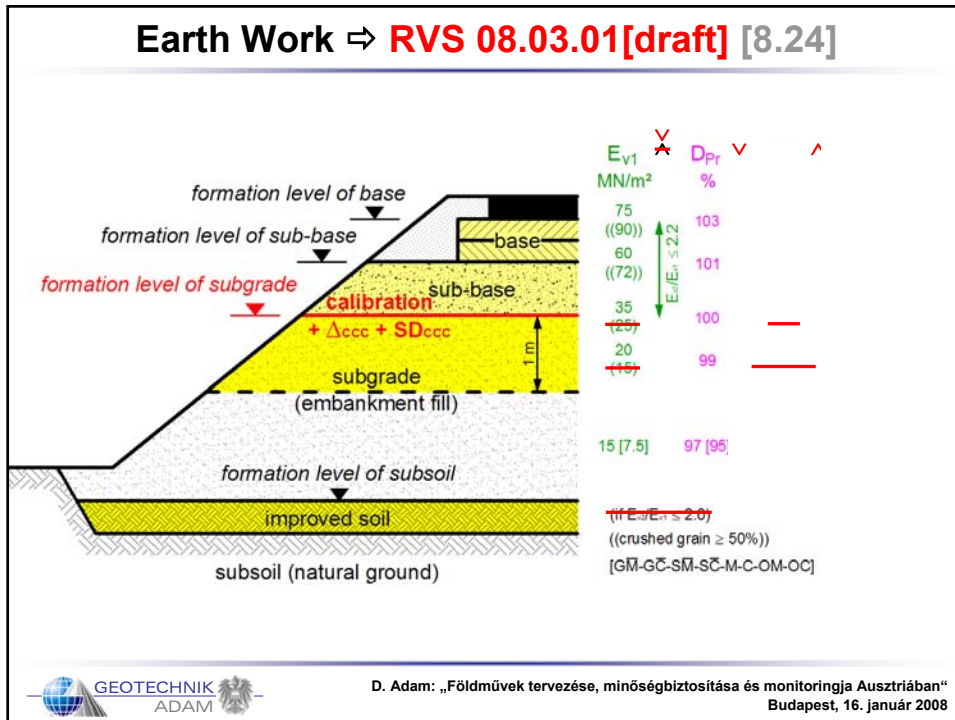 Earth Work ⇨ RVS 08.03.01[draft] [8.24]
Ev1 DPr
MN/m² %
formation level of base
75
((90))
103
formation level of sub-base
base
60
((72))
101
Ev2/Ev1 ≤ 2.2
formation level of subgrade
sub-base
35
(25)
100
calibration
+ Δccc + SDccc
1 m
20
(15)
99
subgrade
(embankment fill)
15 [7.5] 97 [95]
formation level of subsoil
improved soil
(if Ev2/Ev1 ≤ 2.0)
((crushed grain ≥ 50%))
[GM̅-GC̅-SM̅-SC̅-M-C-OM-OC]
subsoil (natural ground)
GEOTECHNIK
ADAM
D. Adam: „Földművek tervezése, minőségbiztosítása és monitoringja Ausztriában“
Budapest, 16. január 2008